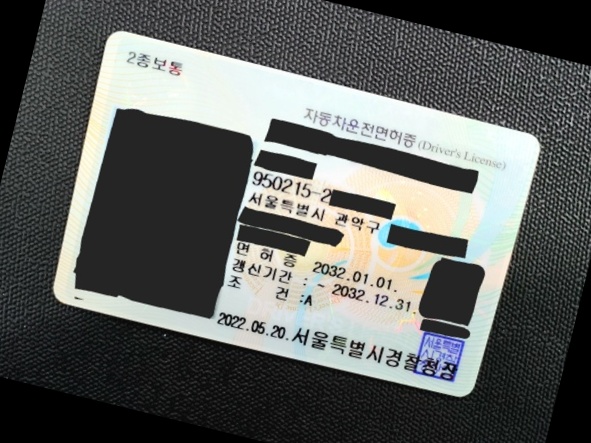 2종보통
자동차운전면허증 (Driver's License)
950215-2
서울특별시 관악구
면 허 증 2032.01.01.
갱신기간 : ~ 2032.12.31
조 건 :A
2022.05.20. 서울특별시경찰청장